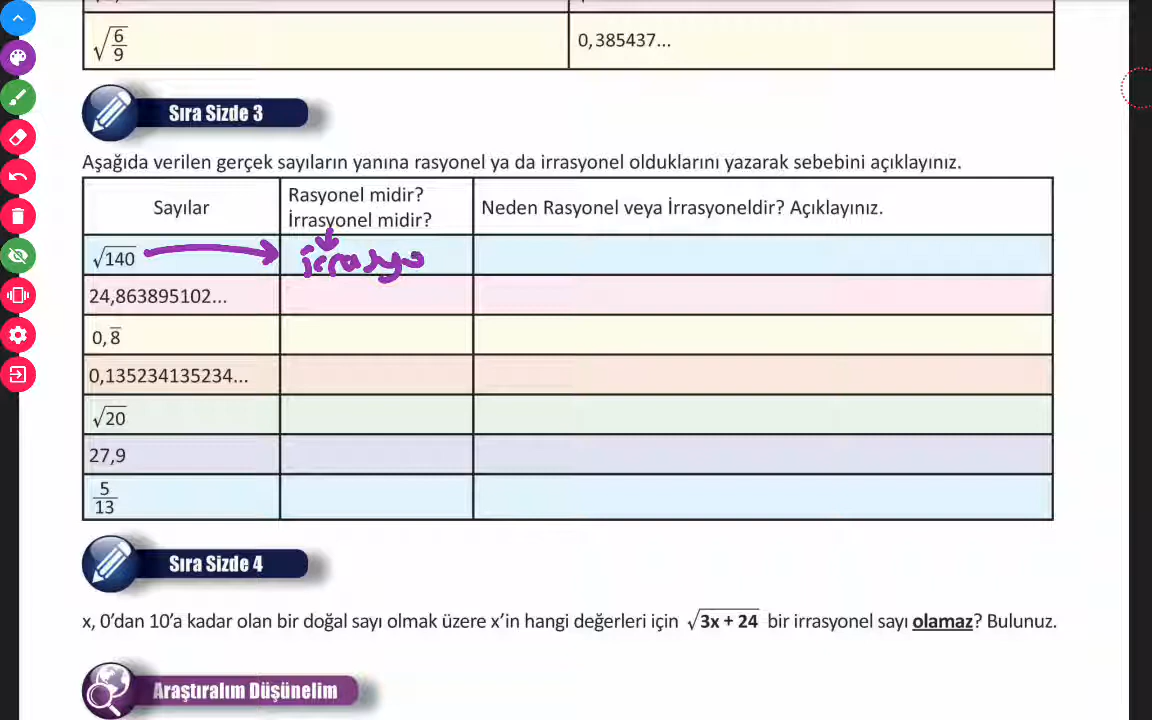 √6/9
0,385437...
Sıra Sizde 3
Aşağıda verilen gerçek sayıların yanına rasyonel ya da irrasyonel olduklarını yazarak sebebini açıklayınız.
Sayılar
Rasyonel midir?
İrrasyonel midir?
Neden Rasyonel veya İrrasyoneldir? Açıklayınız.
√140
irrasyo
24,863895102...
0,8̅
0,135234135234...
√20
27,9
5/13
Sıra Sizde 4
x, 0’dan 10’a kadar olan bir doğal sayı olmak üzere x’in hangi değerleri için √3x + 24 bir irrasyonel sayı olamaz? Bulunuz.
Araştıralım Düşünelim